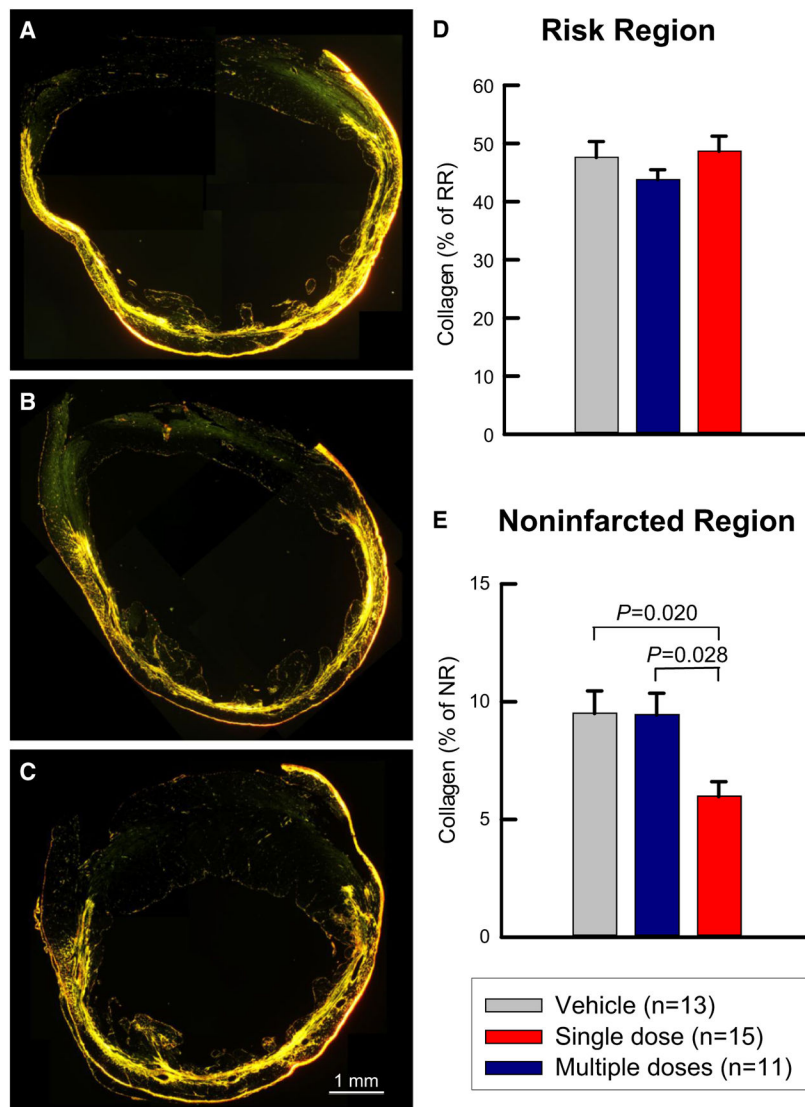 A
B
C
1 mm
D
Risk Region
Collagen (% of RR)
60
50
40
30
20
10
0
E
Noninfarcted Region
Collagen (% of NR)
15
10
5
0
P=0.020
P=0.028
Vehicle (n=13)
Single dose (n=15)
Multiple doses (n=11)